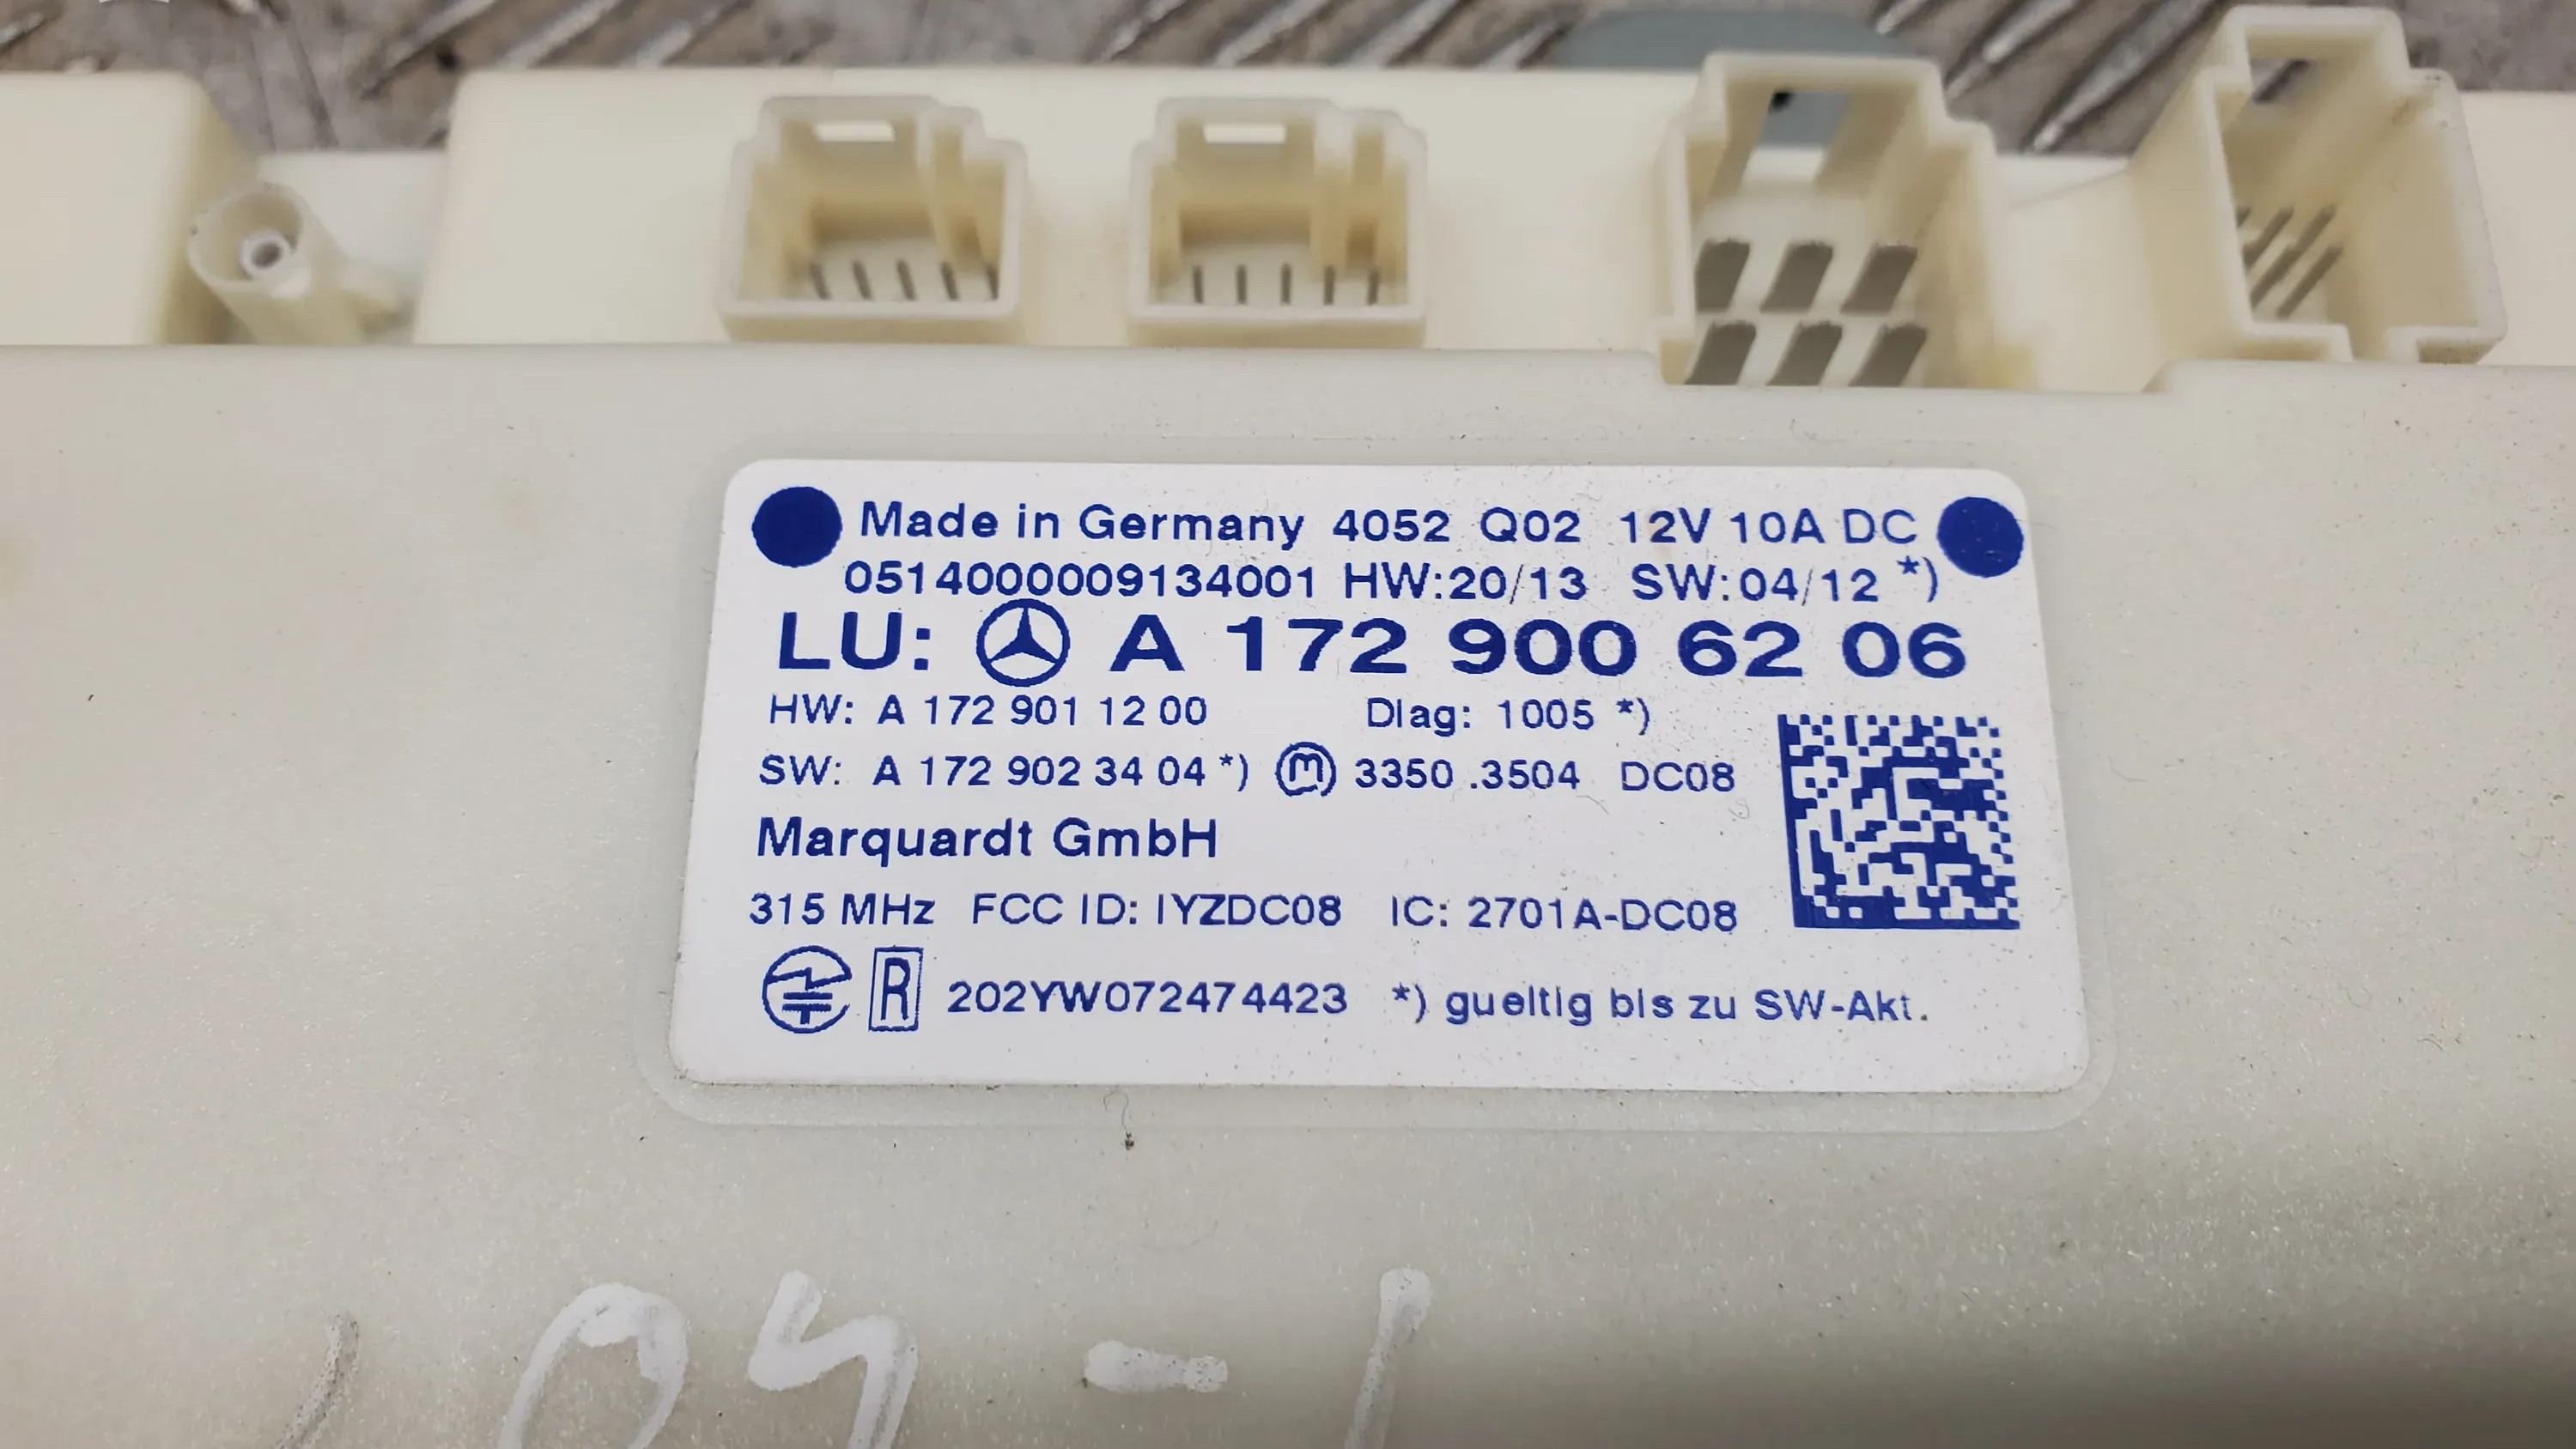 Made in Germany 4052 Q02 12V 10A DC
0514000009134001 HW:20/13 SW:04/12 *)
LU: A 172 900 62 06
HW: A 172 901 12 00 Diag: 1005 *)
SW: A 172 902 34 04 *) m 3350.3504 DC08
Marquardt GmbH
315 MHz FCC ID: IYZDC08 IC: 2701A-DC08
R 202YW072474423 *) gueltig bis zu SW-Akt.